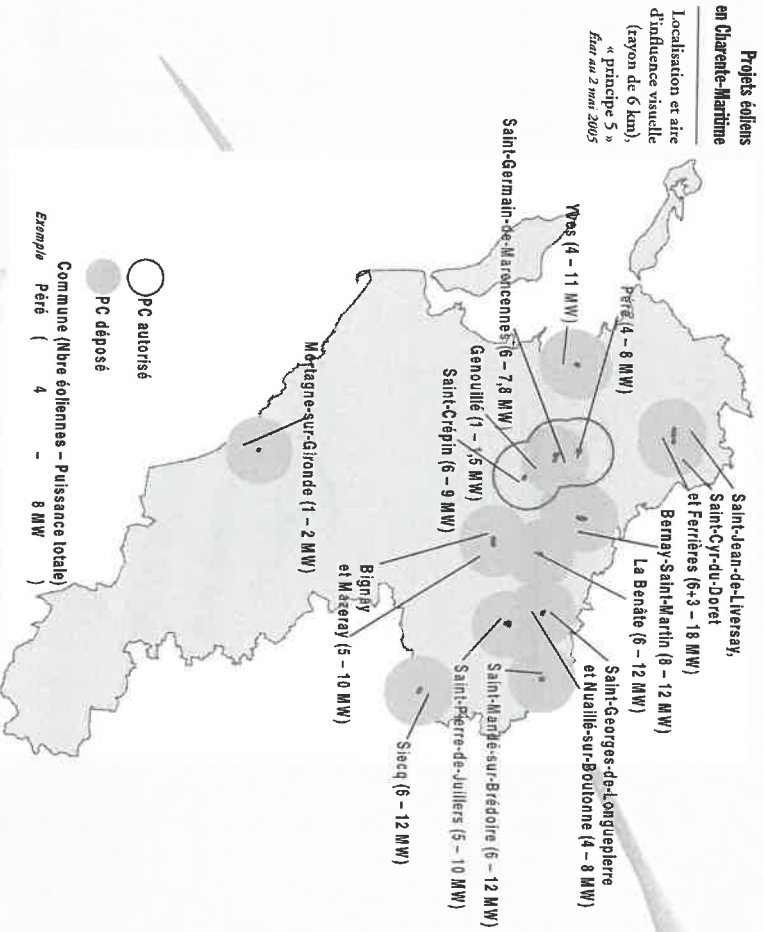 Projets éoliens
en Charente-Maritime
Localisation et aire
d'influence visuelle
(rayon de 6 km),
« principe 5 »
État au 2 mai 2005
Saint-Jean-de-Liversay,
Saint-Cyr-du-Doret
et Ferrières (6+3 – 18 MW)
Bernay-Saint-Martin (8 – 12 MW)
La Benâte (6 – 12 MW)
Saint-Georges-de-Longuepierre
et Nuaillé-sur-Boutonne (4 – 8 MW)
Péré (4 – 8 MW)
Yves (4 – 11 MW)
Saint-Germain-de-Marencennes (6 – 7,8 MW)
Genouillé (1 – 1,5 MW)
Saint-Crépin (6 – 9 MW)
Saint-Mandé-sur-Brédoire (6 – 12 MW)
Saint-Pierre-de-Juillers (5 – 10 MW)
Siecq (6 – 12 MW)
Bignay
et Mazeray (5 – 10 MW)
Mortagne-sur-Gironde (1 – 2 MW)
PC autorisé
PC déposé
Commune (Nbre éoliennes – Puissance totale)
Exemple Péré ( 4 – 8 MW )